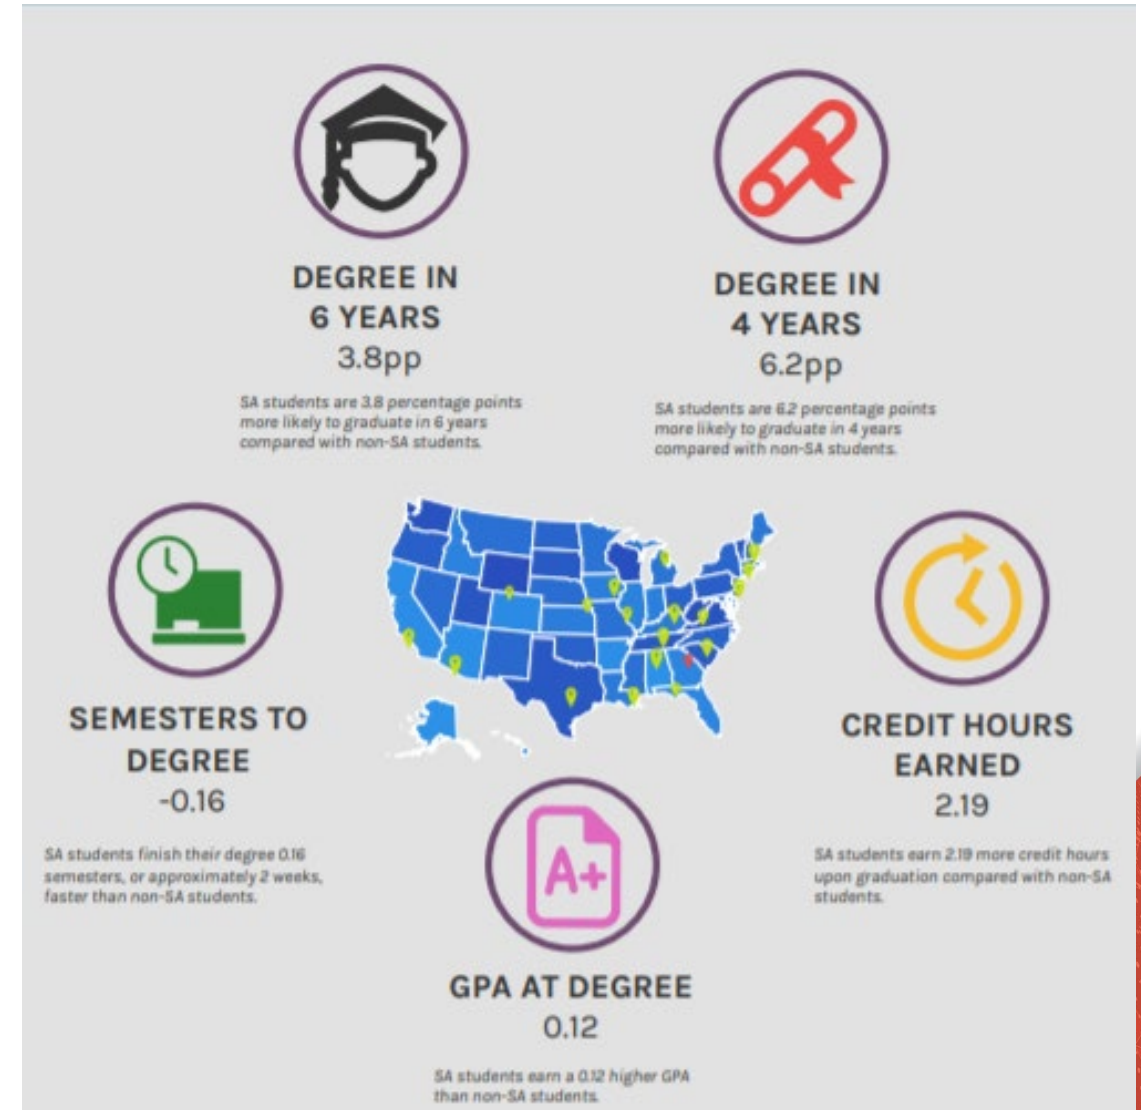 DEGREE IN
6 YEARS
3.8pp
SA students are 3.8 percentage points
more likely to graduate in 6 years
compared with non-SA students.
DEGREE IN
4 YEARS
6.2pp
SA students are 6.2 percentage points
more likely to graduate in 4 years
compared with non-SA students.
SEMESTERS TO
DEGREE
-0.16
SA students finish their degree 0.16
semesters, or approximately 2 weeks,
faster than non-SA students.
CREDIT HOURS
EARNED
2.19
SA students earn 2.19 more credit hours
upon graduation compared with non-SA
students.
A+
GPA AT DEGREE
0.12
SA students earn a 0.12 higher GPA
than non-SA students.